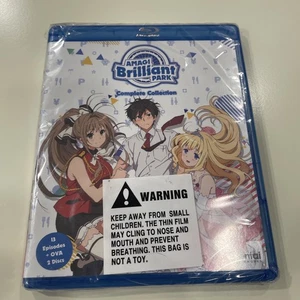 AMAGI
Brilliant
PARK
Complete Collection
WARNING
KEEP AWAY FROM SMALL
CHILDREN. THE THIN FILM
MAY CLING TO NOSE AND
MOUTH AND PREVENT
BREATHING. THIS BAG IS
NOT A TOY.
13
Episodes
+ OVA
2 Discs